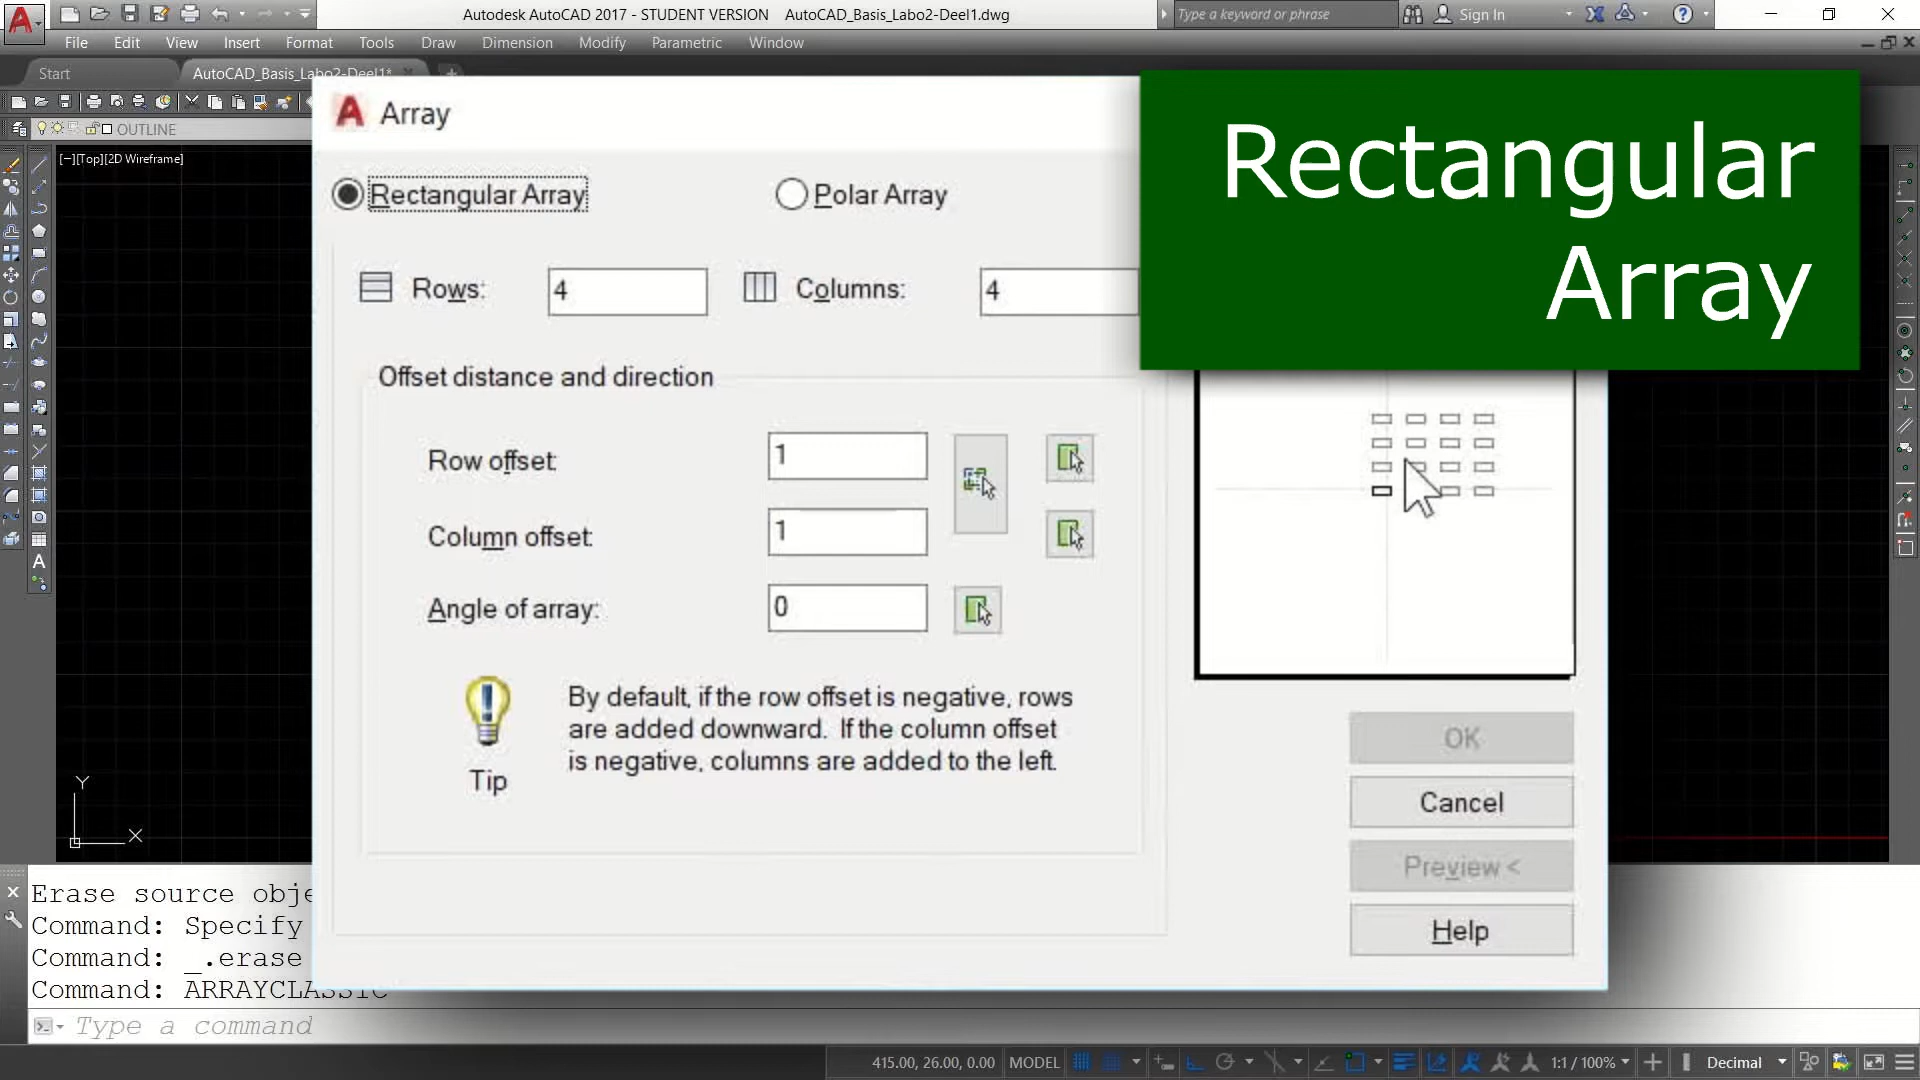 Autodesk AutoCAD 2017 - STUDENT VERSION AutoCAD_Basis_Labo2-Deel1.dwg
Type a keyword or phrase
Sign In
File Edit View Insert Format Tools Draw Dimension Modify Parametric Window
Start
AutoCAD_Basis_Labo2-Deel1*
OUTLINE
[−][Top][2D Wireframe]
Array
Rectangular
Array
Rectangular Array
Polar Array
Rows: 4
Columns: 4
Offset distance and direction
Row offset: 1
Column offset: 1
Angle of array: 0
By default, if the row offset is negative, rows
are added downward. If the column offset
is negative, columns are added to the left.
Tip
OK
Cancel
Preview <
Help
Y
X
Erase source obje
Command: Specify
Command: _.erase
Command: ARRAYCLASSIC
Type a command
415.00, 26.00, 0.00 MODEL 1:1 / 100% Decimal